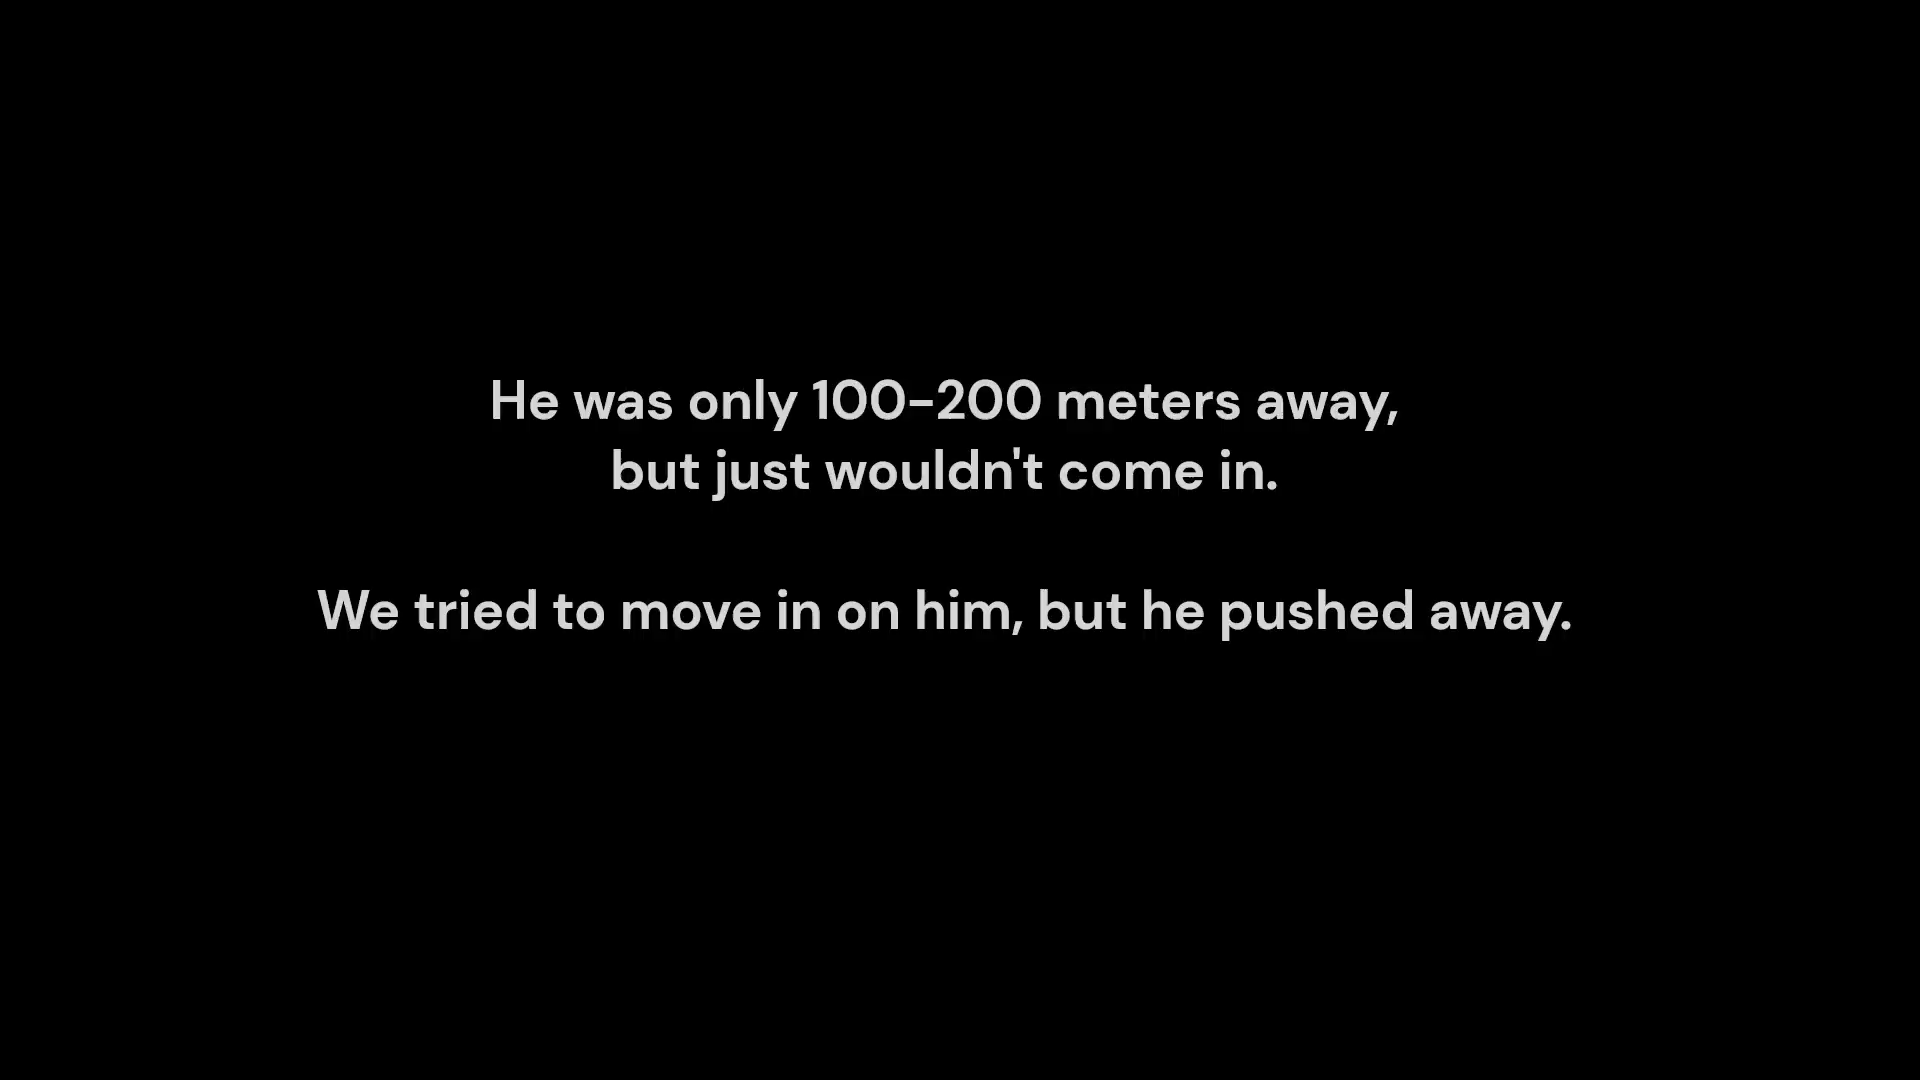 He was only 100-200 meters away,
but just wouldn't come in.
We tried to move in on him, but he pushed away.